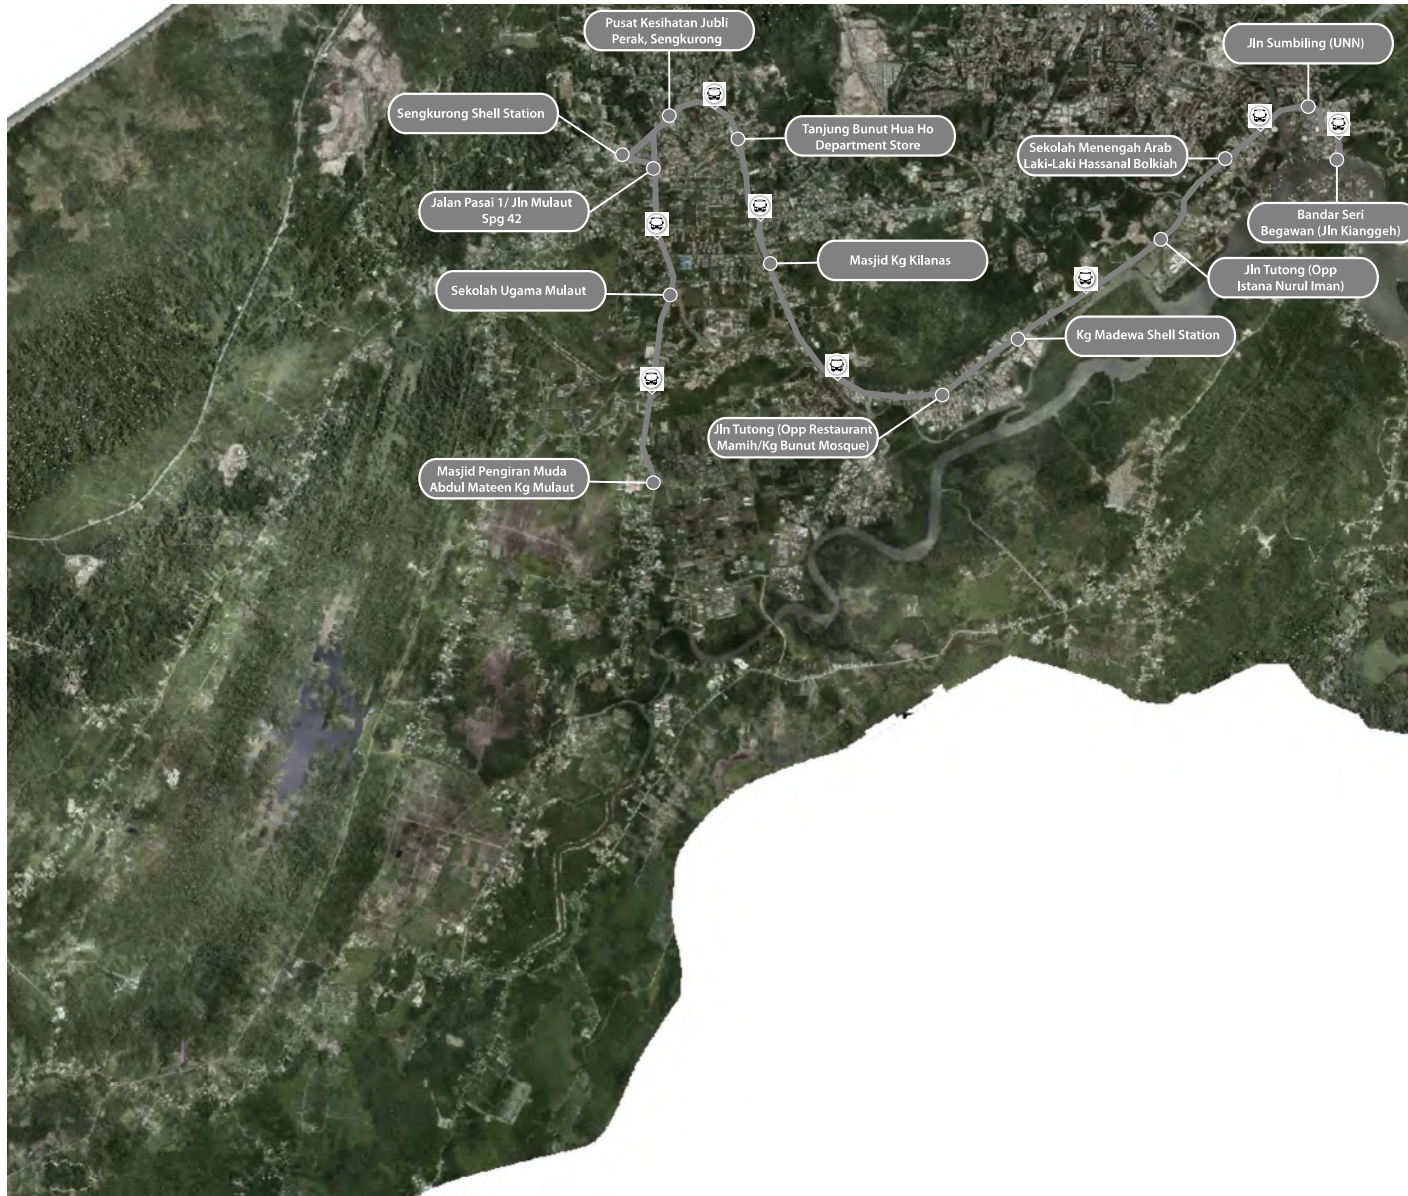 Pusat Kesihatan Jubli
Perak, Sengkurong
Jln Sumbiling (UNN)
Sengkurong Shell Station
Tanjung Bunut Hua Ho
Department Store
Sekolah Menengah Arab
Laki-Laki Hassanal Bolkiah
Jalan Pasai 1/ Jln Mulaut
Spg 42
Bandar Seri
Begawan (Jln Kianggeh)
Masjid Kg Kilanas
Jln Tutong (Opp
Istana Nurul Iman)
Sekolah Ugama Mulaut
Kg Madewa Shell Station
Jln Tutong (Opp Restaurant
Mamih/Kg Bunut Mosque)
Masjid Pengiran Muda
Abdul Mateen Kg Mulaut